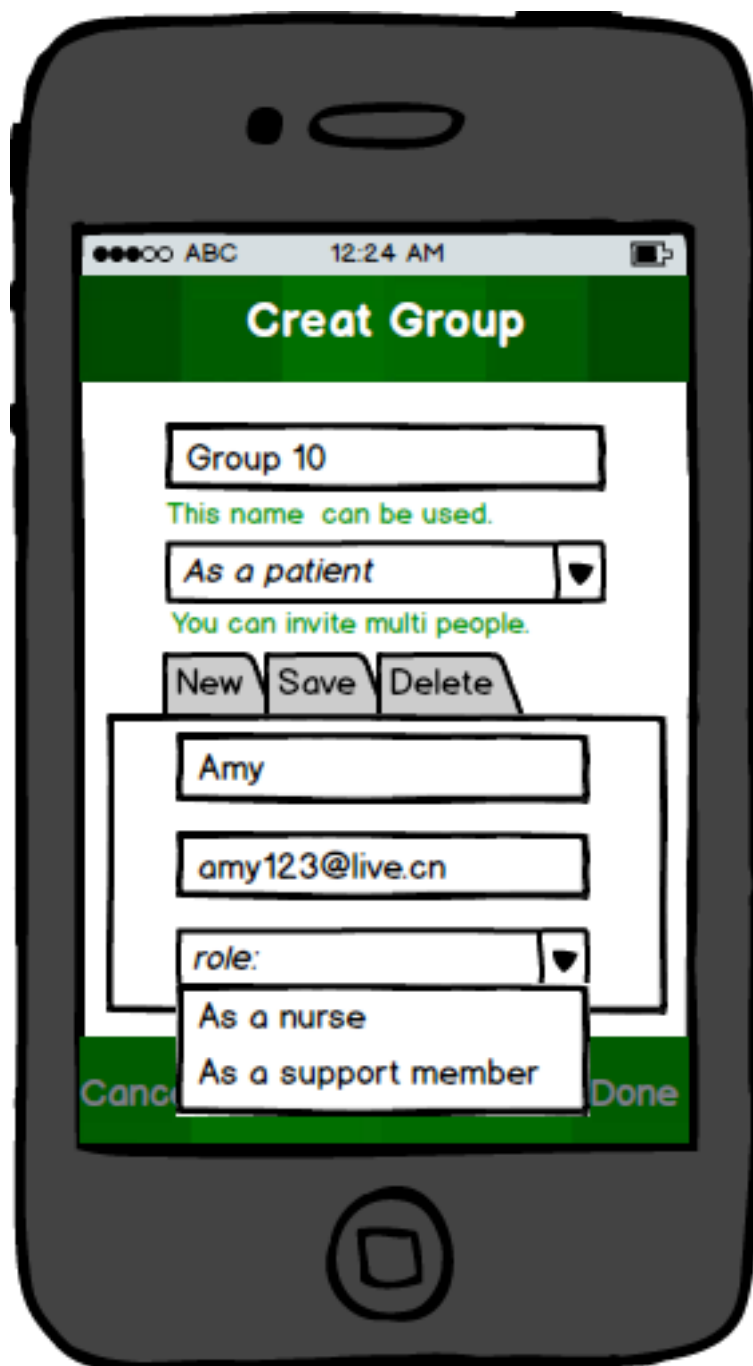 ABC 12:24 AM
Creat Group
Group 10
This name can be used.
As a patient
You can invite multi people.
New Save Delete
Amy
amy123@live.cn
role:
As a nurse
As a support member
Canc Done